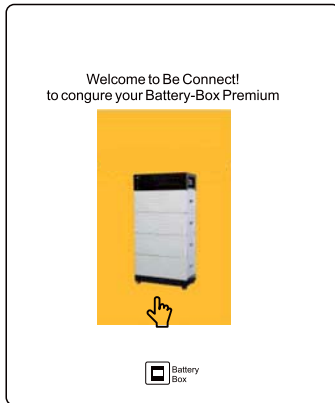 Welcome to Be Connect!
to congure your Battery-Box Premium
Battery
Box